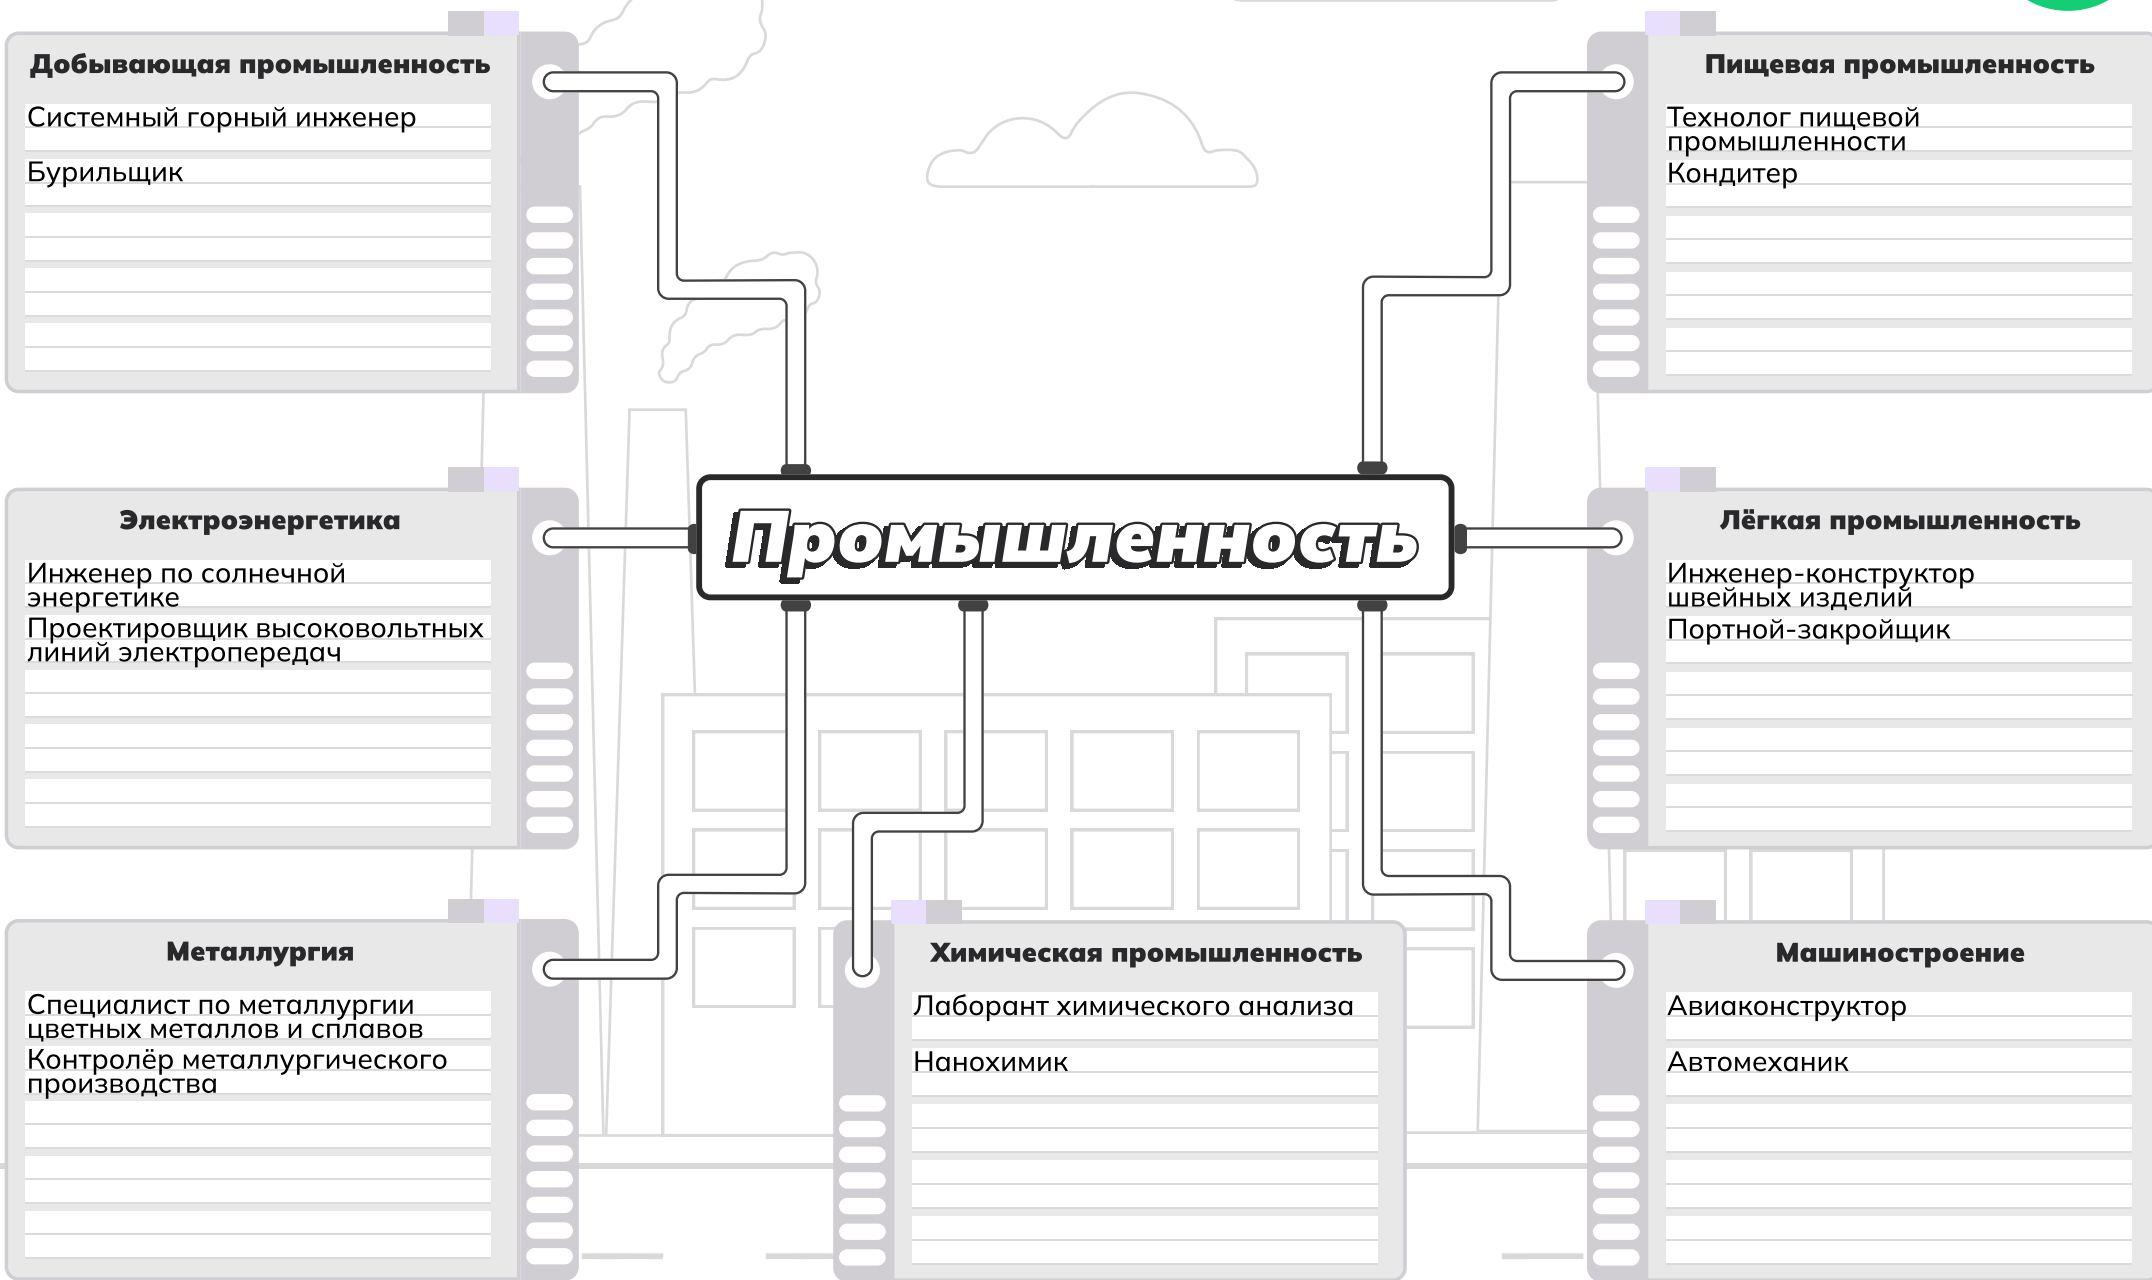 Добывающая промышленность
Системный горный инженер
Бурильщик
Пищевая промышленность
Технолог пищевой
промышленности
Кондитер
Промышленность
Электроэнергетика
Инженер по солнечной
энергетике
Проектировщик высоковольтных
линий электропередач
Лёгкая промышленность
Инженер-конструктор
швейных изделий
Портной-закройщик
Металлургия
Специалист по металлургии
цветных металлов и сплавов
Контролёр металлургического
производства
Химическая промышленность
Лаборант химического анализа
Нанохимик
Машиностроение
Авиаконструктор
Автомеханик